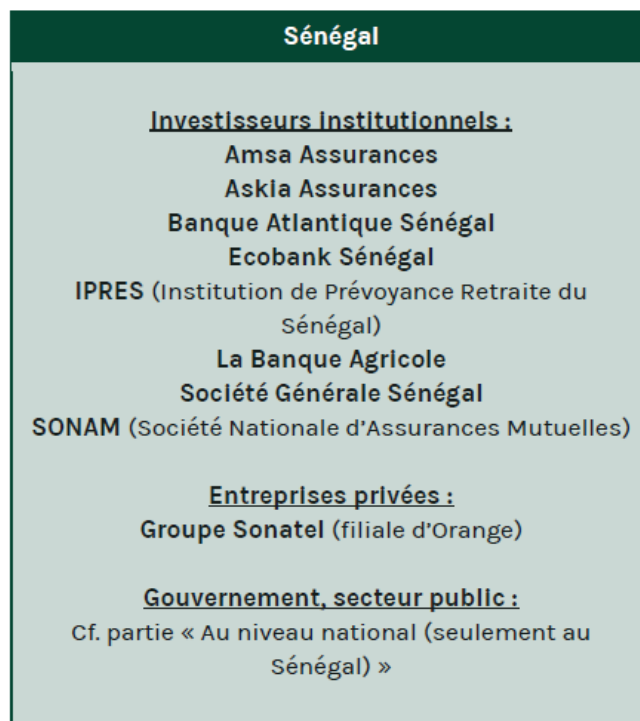 Sénégal
Investisseurs institutionnels :
Amsa Assurances
Askia Assurances
Banque Atlantique Sénégal
Ecobank Sénégal
IPRES (Institution de Prévoyance Retraite du
Sénégal)
La Banque Agricole
Société Générale Sénégal
SONAM (Société Nationale d’Assurances Mutuelles)
Entreprises privées :
Groupe Sonatel (filiale d’Orange)
Gouvernement, secteur public :
Cf. partie « Au niveau national (seulement au
Sénégal) »